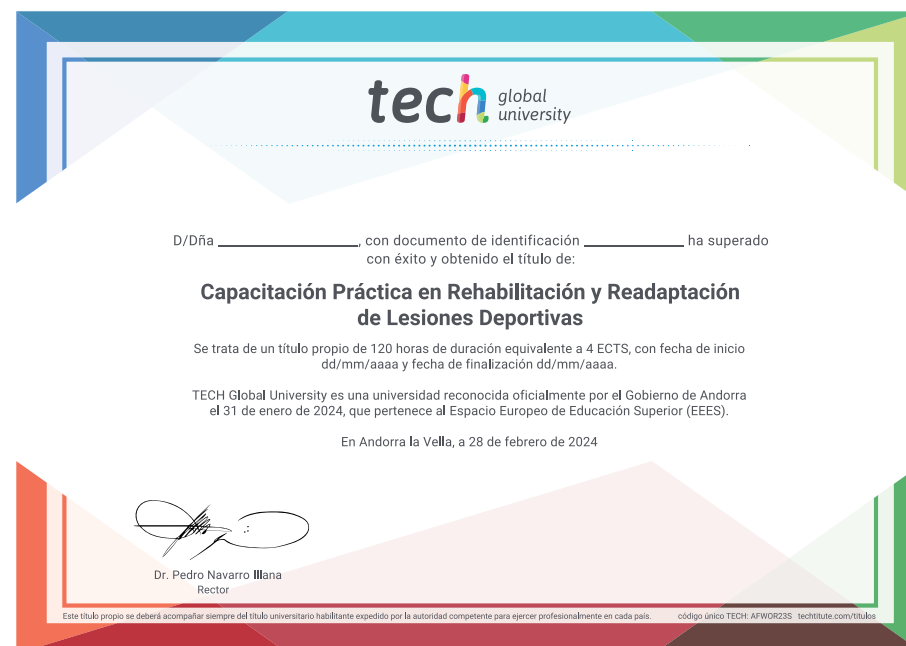 tech global university
D/Dña ____________________, con documento de identificación ______________ ha superado
con éxito y obtenido el título de:
Capacitación Práctica en Rehabilitación y Readaptación
de Lesiones Deportivas
Se trata de un título propio de 120 horas de duración equivalente a 4 ECTS, con fecha de inicio
dd/mm/aaaa y fecha de finalización dd/mm/aaaa.
TECH Global University es una universidad reconocida oficialmente por el Gobierno de Andorra
el 31 de enero de 2024, que pertenece al Espacio Europeo de Educación Superior (EEES).
En Andorra la Vella, a 28 de febrero de 2024
Dr. Pedro Navarro Illana
Rector
Este título propio se deberá acompañar siempre del título universitario habilitante expedido por la autoridad competente para ejercer profesionalmente en cada país. código único TECH: AFWOR23S techtitute.com/titulos